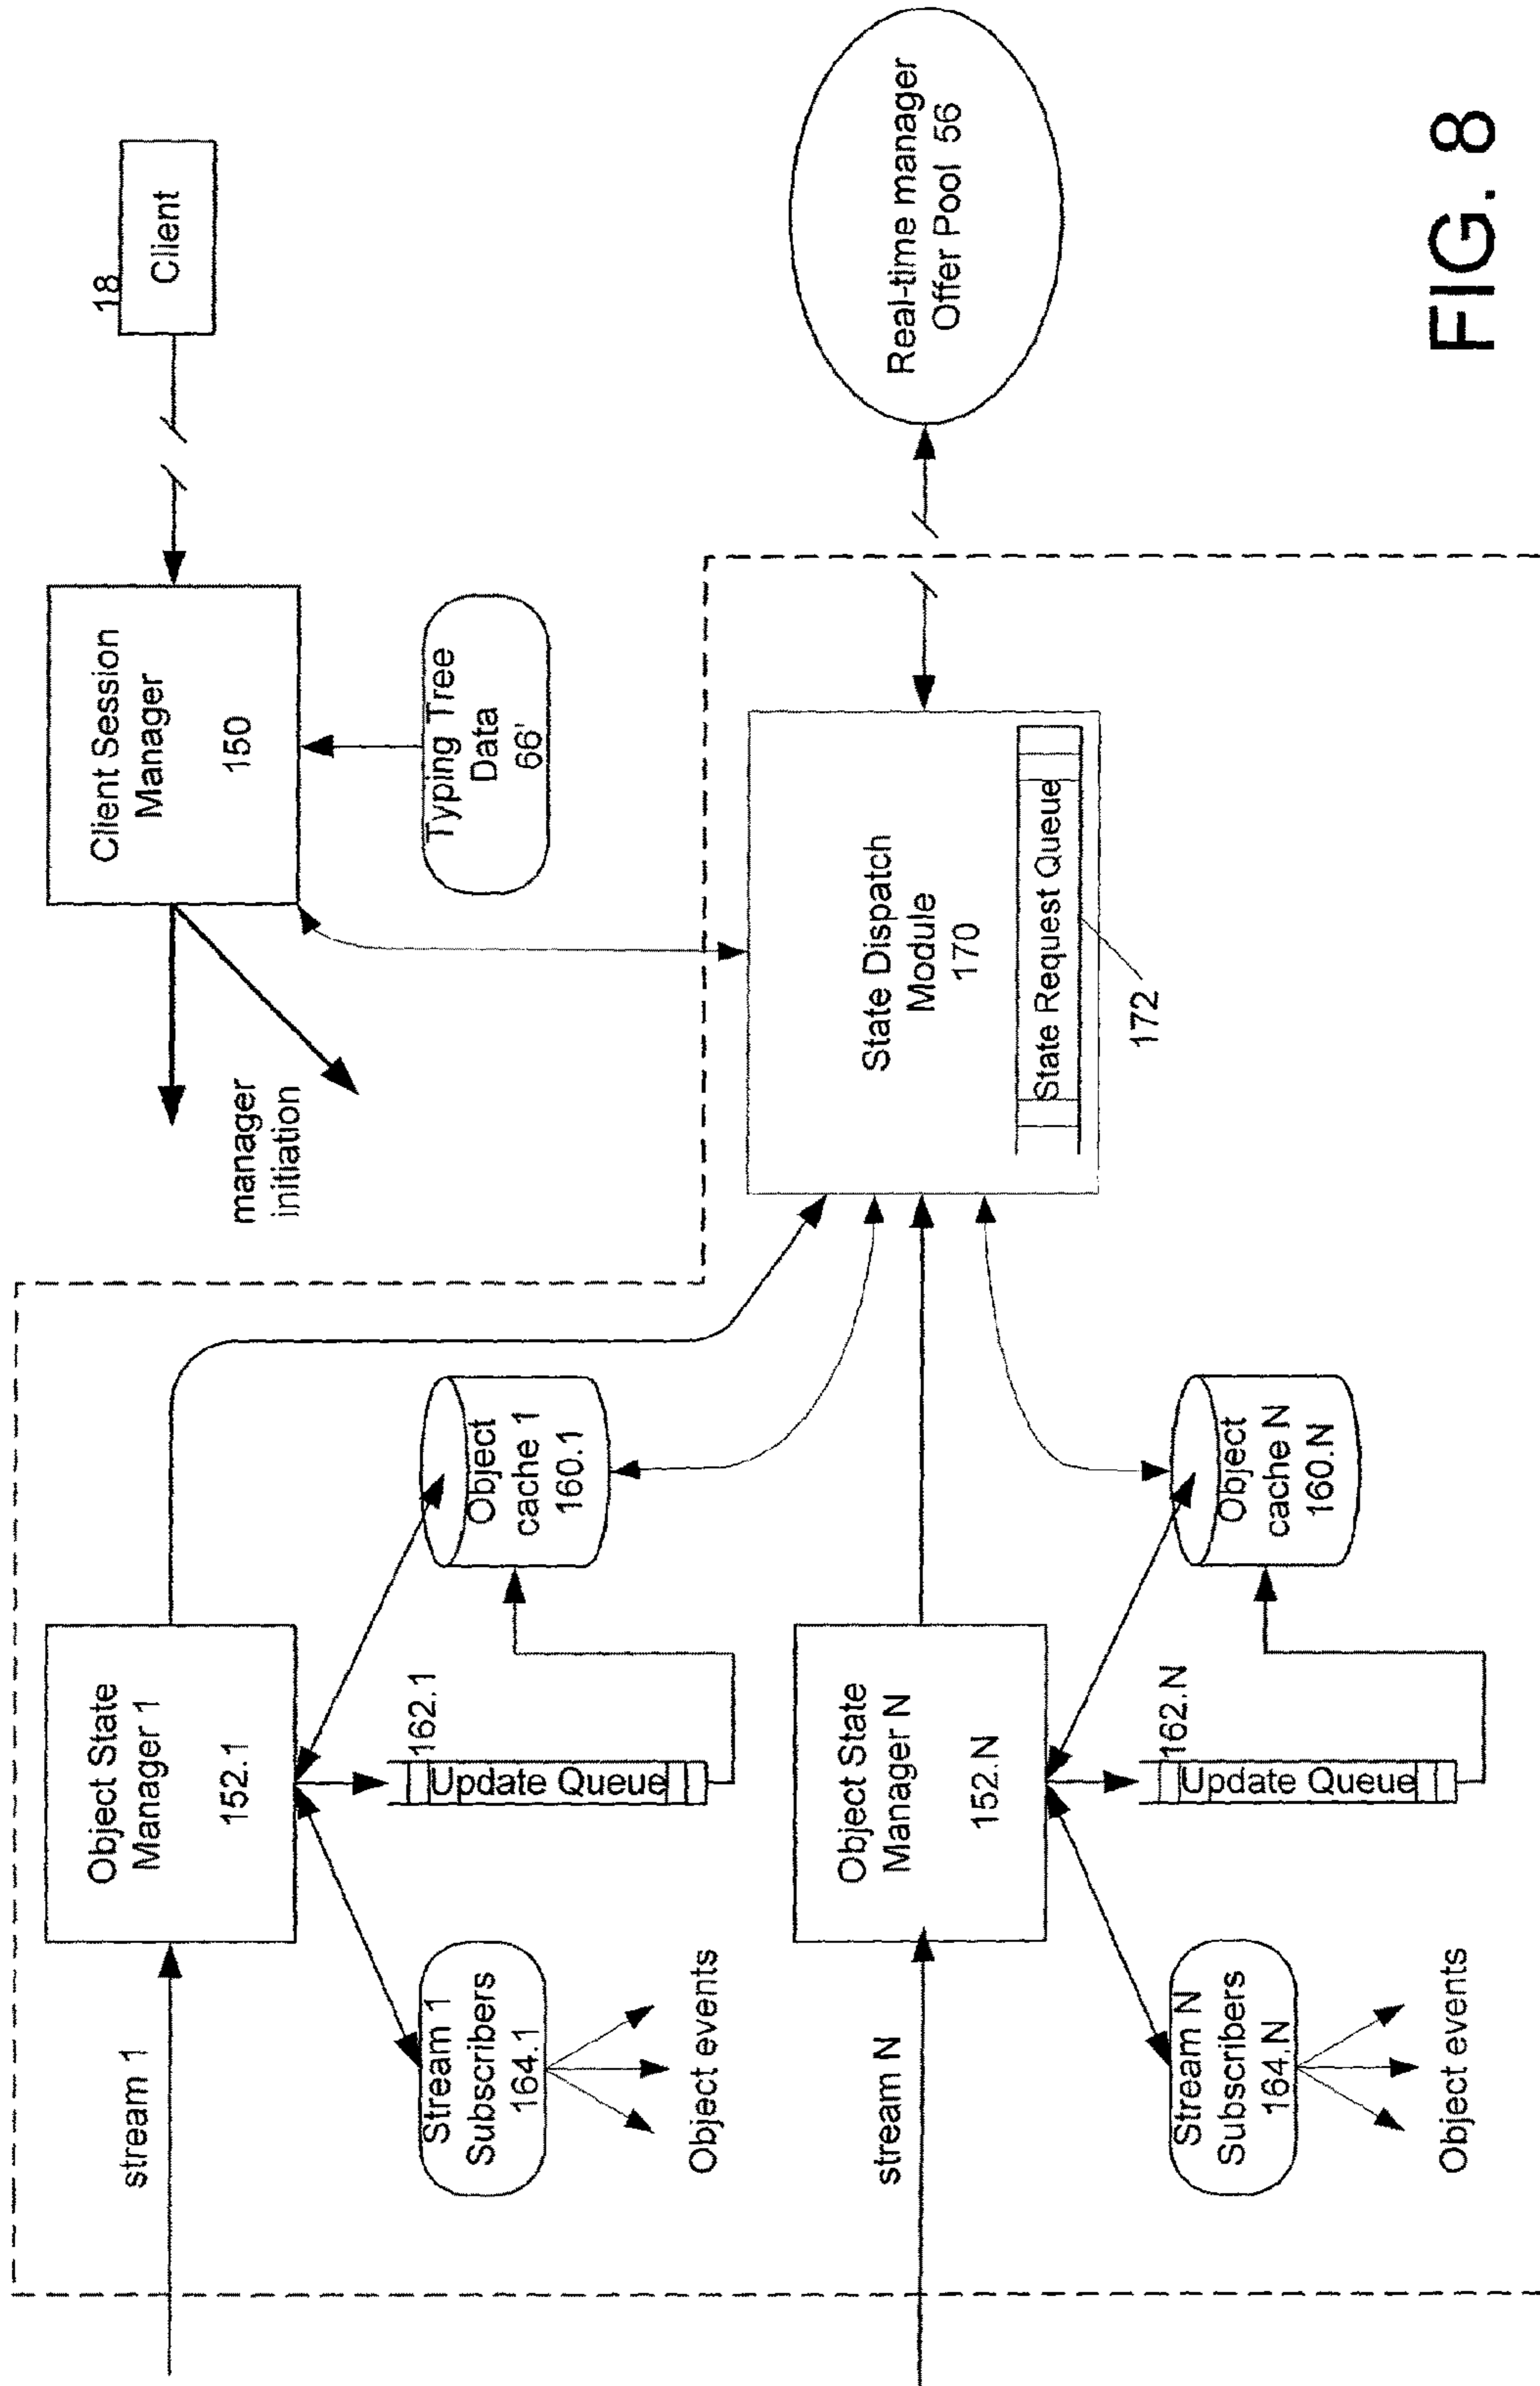 stream 1
Object State
Manager 1
152.1
Stream 1
Subscribers
164.1
Object events
162.1
Update Queue
Object
cache 1
160.1
manager
initiation
Client Session
Manager
150
Typing Tree
Data
66'
18
Client
stream N
Object State
Manager N
152.N
Stream N
Subscribers
164.N
Object events
162.N
Update Queue
Object
cache N
160.N
State Dispatch
Module
170
State Request Queue
172
Real-time manager
Offer Pool 56
FIG. 8